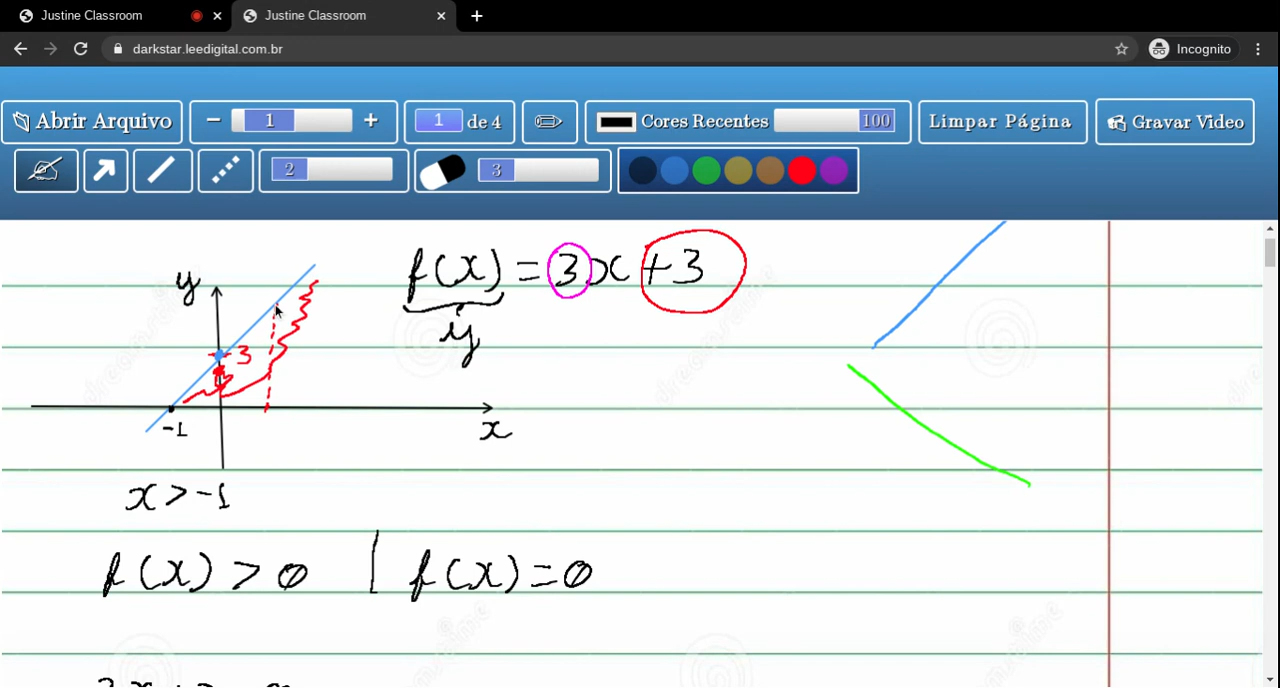 Justine Classroom
Justine Classroom
darkstar.leedigital.com.br
Incognito
Abrir Arquivo
− 1 +
1 de 4
Cores Recentes 100
Limpar Página
Gravar Video
2
3
f(x) = 3x +3
y
y
3
-1
x
x > -1
f(x) > 0 | f(x) = 0